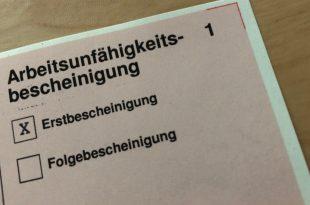 Arbeitsunfähigkeits- 1
bescheinigung
X Erstbescheinigung
Folgebescheinigung